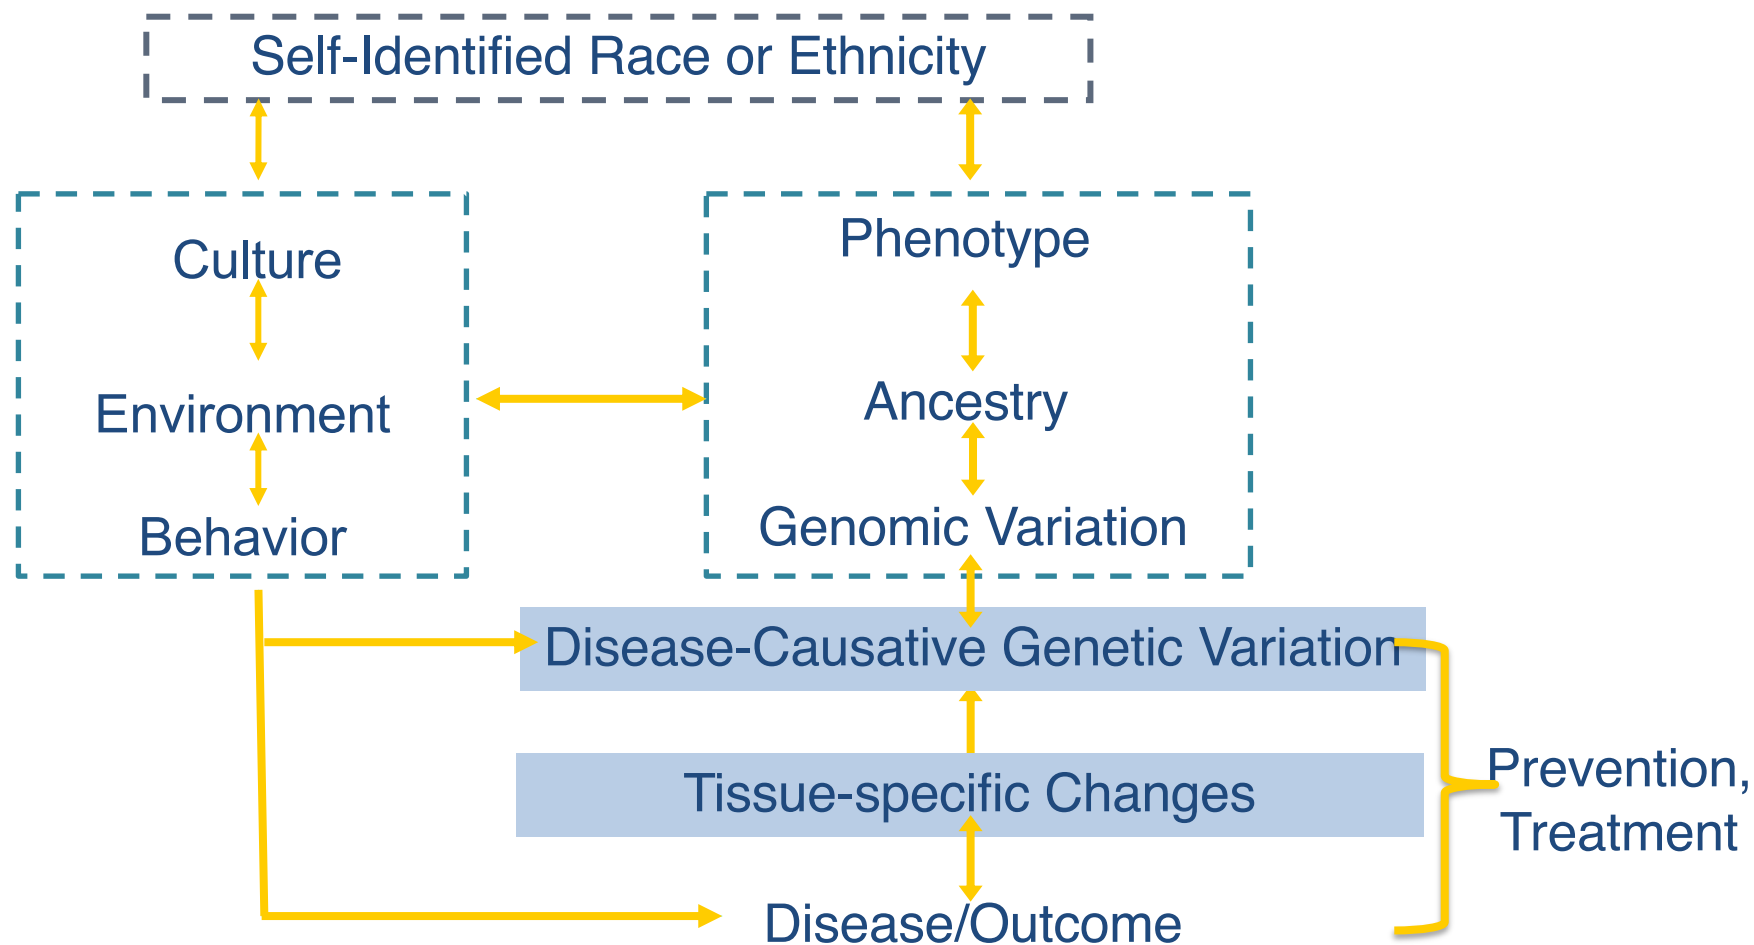 Self-Identified Race or Ethnicity
Culture
Environment
Behavior
Phenotype
Ancestry
Genomic Variation
Disease-Causative Genetic Variation
Tissue-specific Changes
Disease/Outcome
Prevention,
Treatment